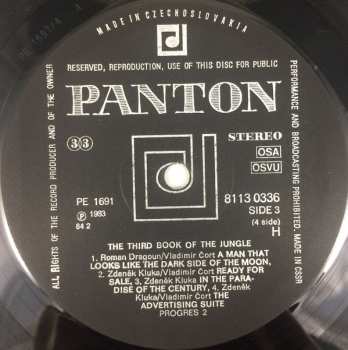 MADE IN CZECHOSLOVAKIA
RESERVED, REPRODUCTION, USE OF THIS DISC FOR PUBLIC
PERFORMANCE AND BROADCASTING PROHIBITED. MADE IN CSSR
ALL RIGHTS OF THE RECORD PRODUCER AND OF THE OWNER
PANTON
33
STEREO
OSA
OSVU
PE 1691
℗ 1983
84 2
8113 0336
SIDE 3
(4 side)
H
THE THIRD BOOK OF THE JUNGLE
1. Roman Dragoun/Vladimír Čort A MAN THAT
LOOKS LIKE THE DARK SIDE OF THE MOON,
2. Zdeněk Kluka/Vladimír Čort READY FOR
SALE, 3. Zdeněk Kluka IN THE PARA-
DISE OF THE CENTURY, 4. Zdeněk
Kluka/Vladimír Čort THE
ADVERTISING SUITE
PROGRES 2